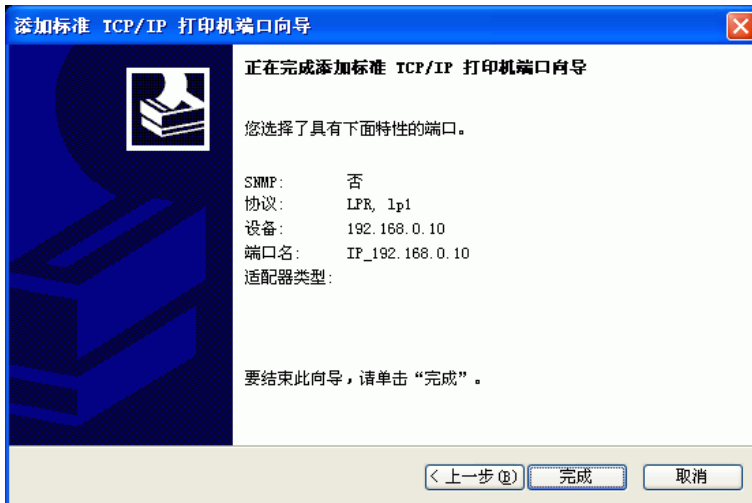 添加标准 TCP/IP 打印机端口向导
正在完成添加标准 TCP/IP 打印机端口向导
您选择了具有下面特性的端口。
SNMP: 否
协议: LPR, lp1
设备: 192.168.0.10
端口名: IP_192.168.0.10
适配器类型:
要结束此向导,请单击“完成”。
< 上一步(B) 完成 取消